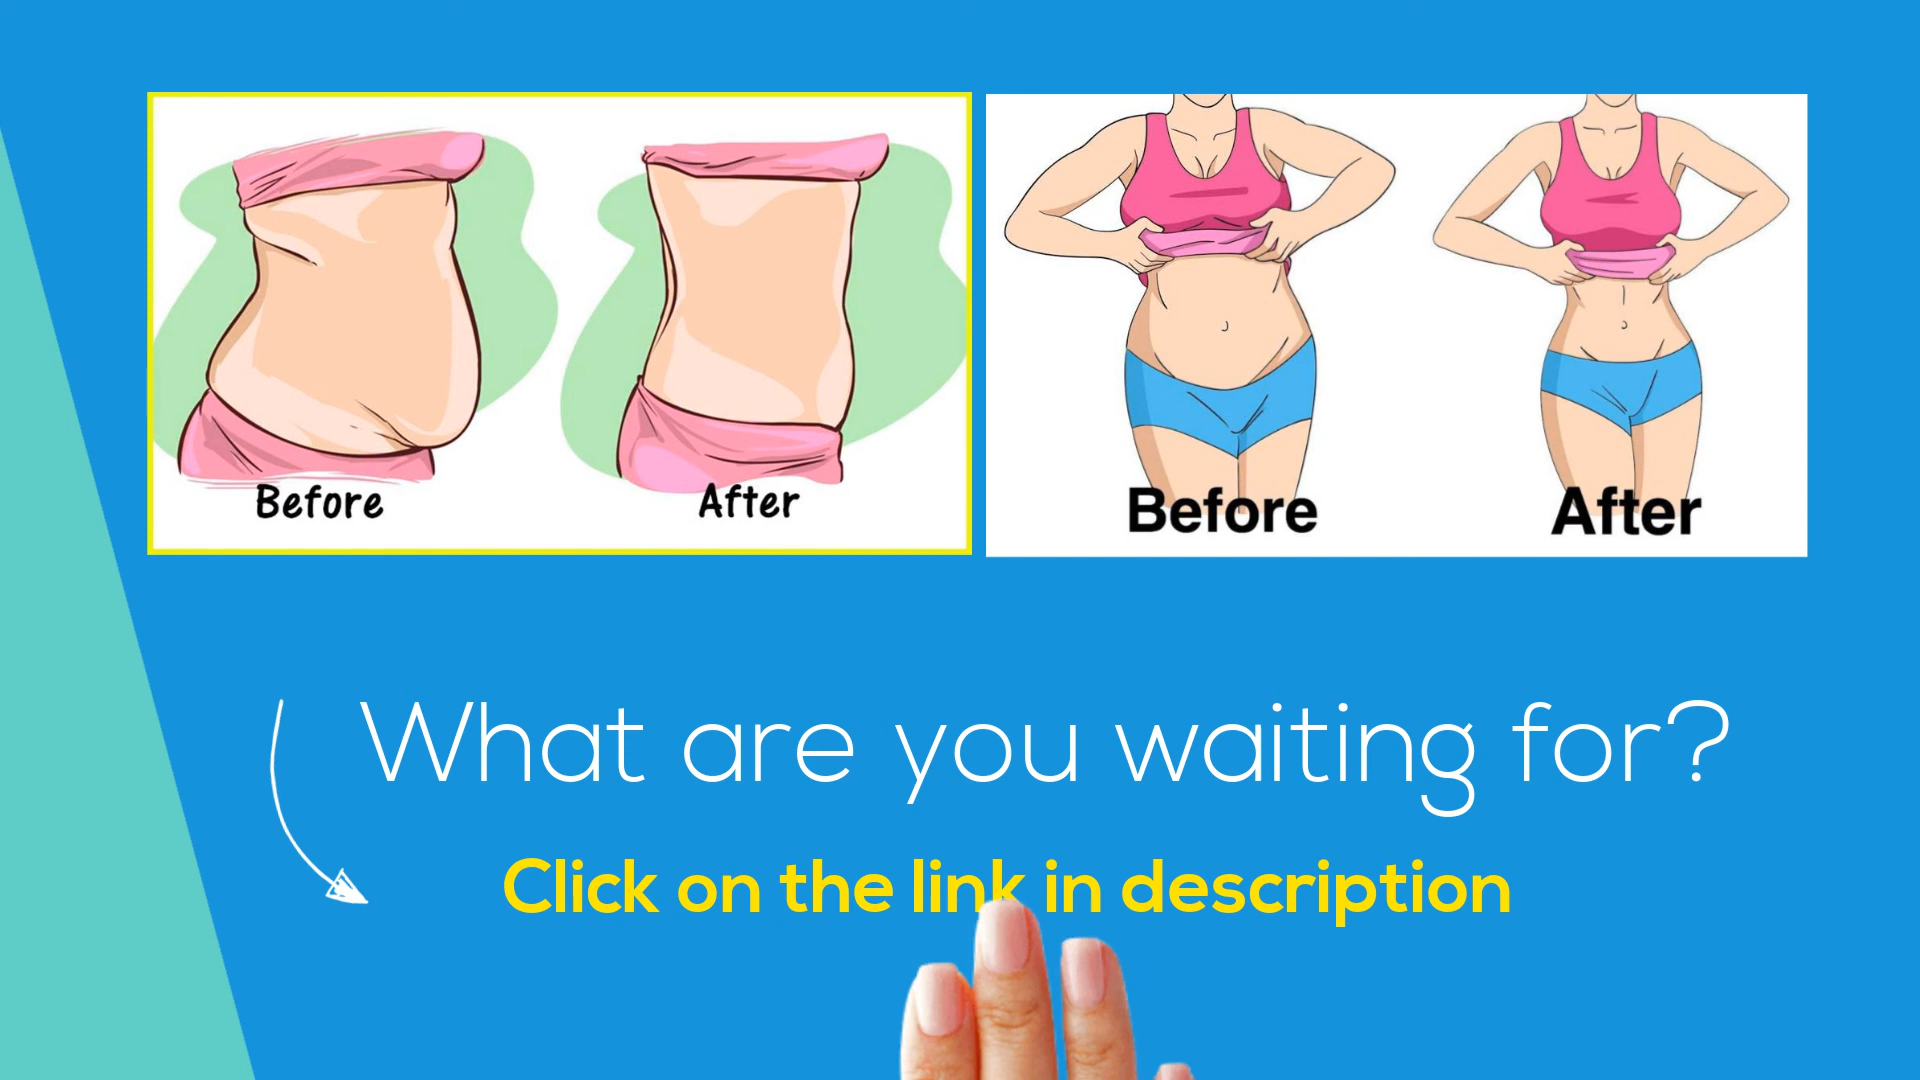 Before
After
Before
After
What are you waiting for?
Click on the link in description